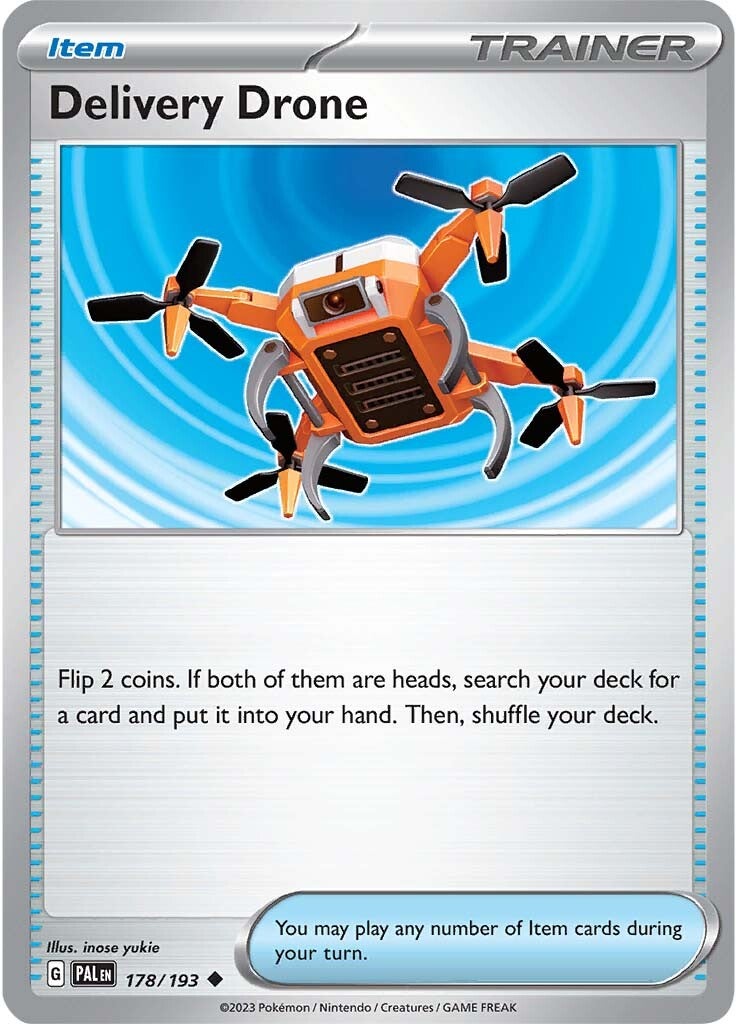 Item
TRAINER
Delivery Drone
Flip 2 coins. If both of them are heads, search your deck for
a card and put it into your hand. Then, shuffle your deck.
You may play any number of Item cards during
your turn.
Illus. inose yukie
G PAL EN 178/193
©2023 Pokémon / Nintendo / Creatures / GAME FREAK